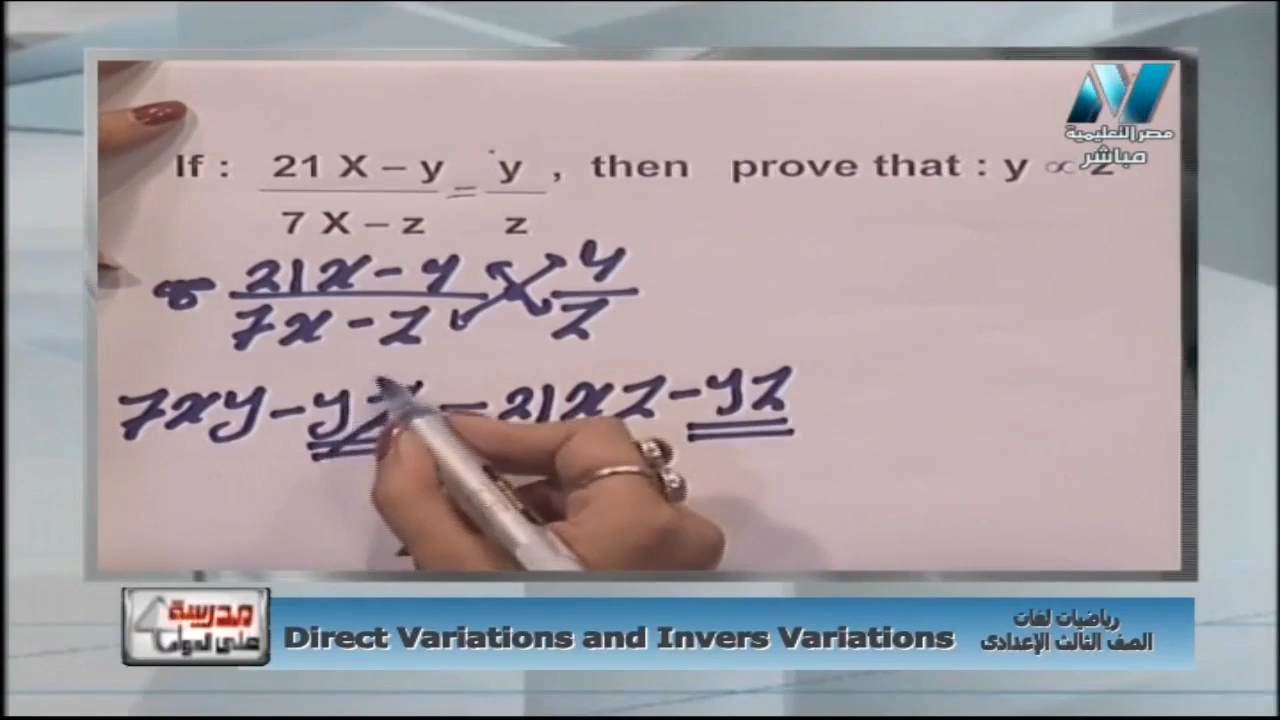 مصر التعليمية
مباشر
If : 21 X – y / 7 X – z = y / z , then prove that : y ∝ z
∵ 21x - y / 7x - z y / z
7xy - yz = 21xz - yz
مدرسة
على الهواء
Direct Variations and Invers Variations
رياضيات لغات
الصف الثالث الإعدادى